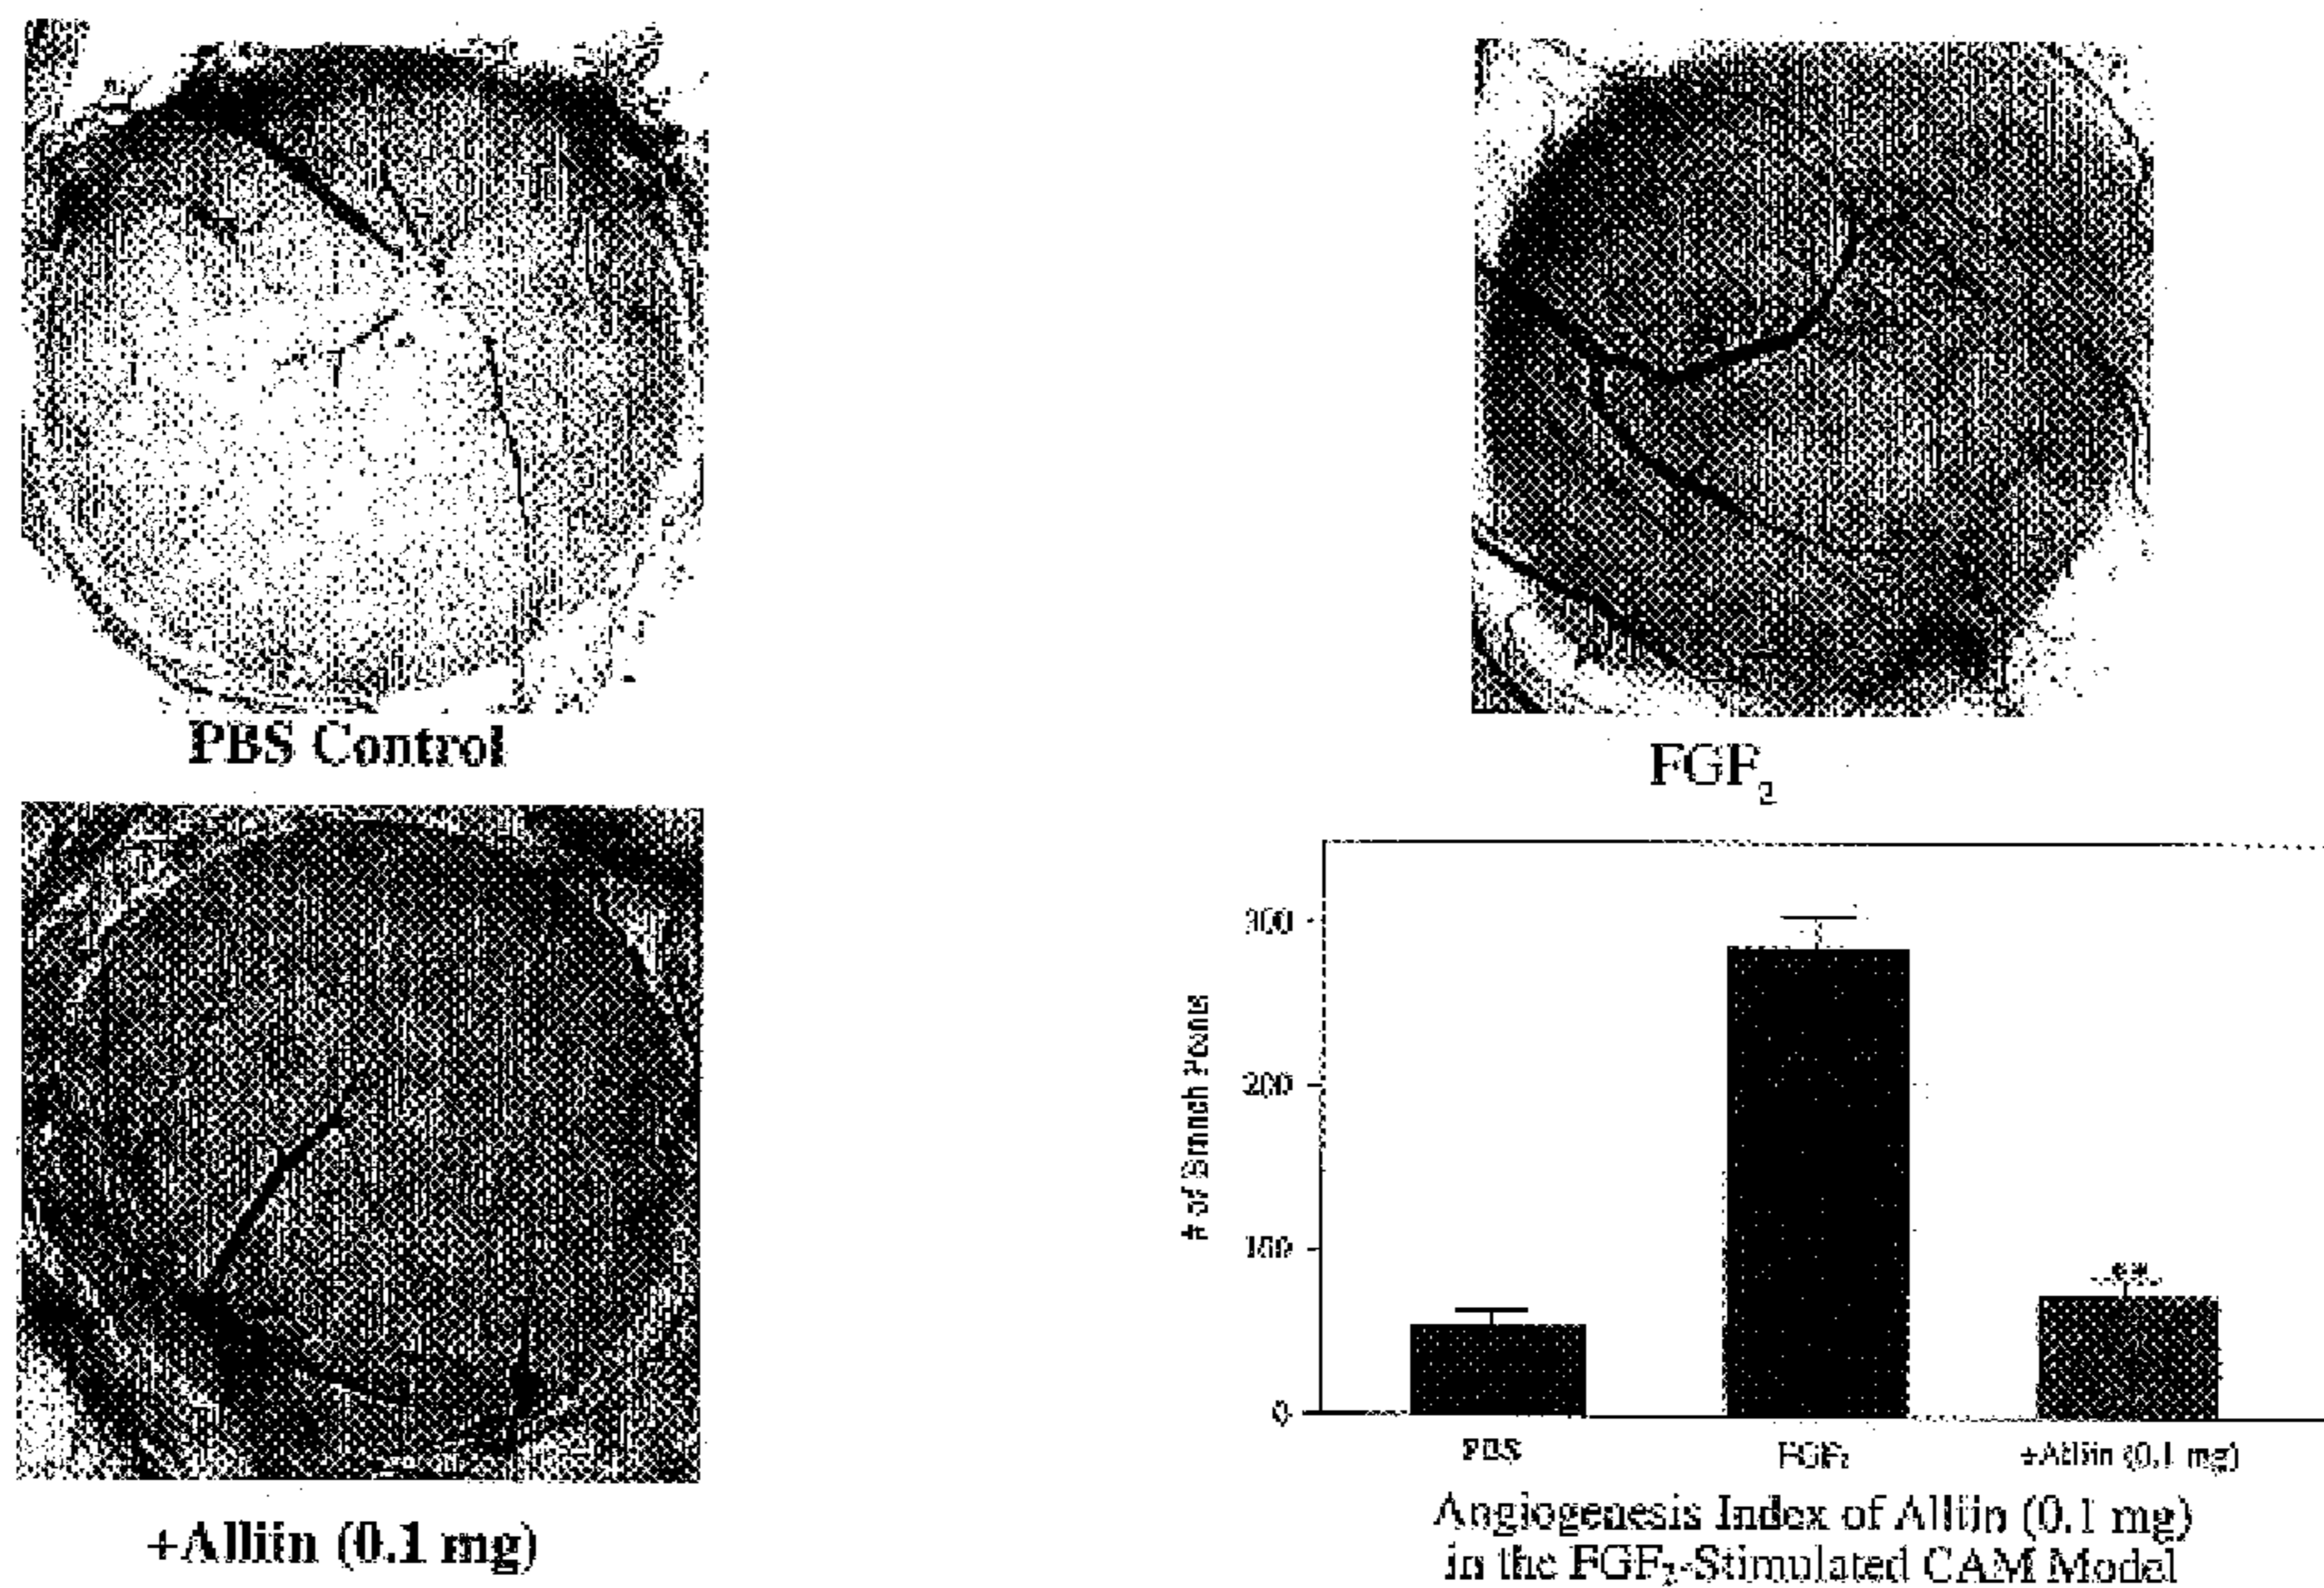 PBS Control
FGF2
+Alliin (0.1 mg)
# of Branch Points
300
200
100
0
**
PBS
FGF2
+Alliin (0.1 mg)
Angiogenesis Index of Alliin (0.1 mg)
in the FGF2-Stimulated CAM Model